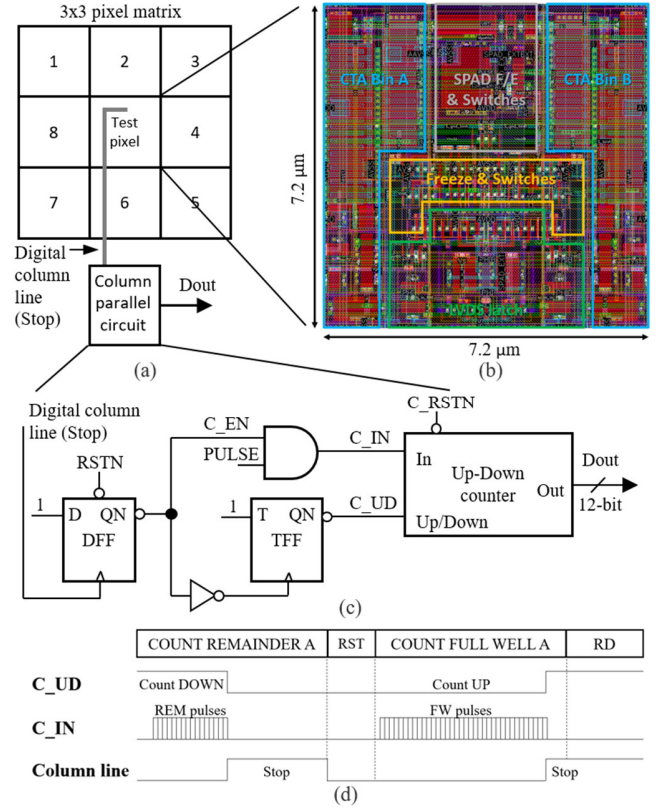 3x3 pixel matrix
(a)
1
2
3
8
Test
pixel
4
7
6
5
Digital
column
line
(Stop)
Column
parallel
circuit
Dout
7.2 µm
CTA Bin A
SPAD F/E
& Switches
CTA Bin B
Freeze & Switches
LVDS latch
7.2 µm
(a)
(b)
Digital column
line (Stop)
RSTN
1
D QN
DFF
C_EN
PULSE
1
T QN
TFF
C_IN
C_UD
C_RSTN
In
Up-Down
counter
Out
Up/Down
Dout
12-bit
(c)
COUNT REMAINDER A RST COUNT FULL WELL A RD
C_UD Count DOWN Count UP
C_IN REM pulses FW pulses
Column line Stop Stop
(d)